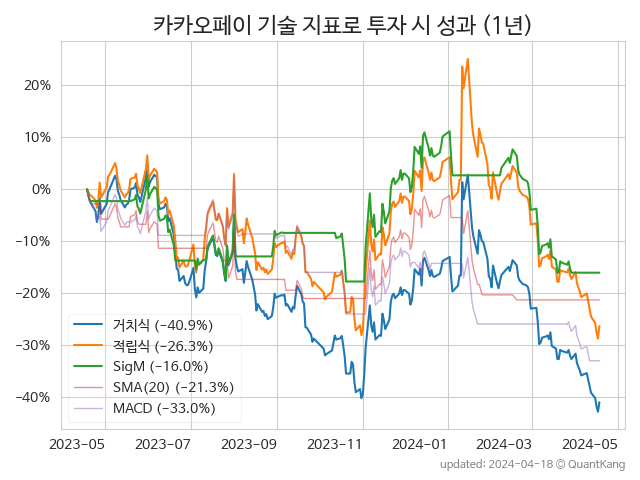 카카오페이 기술 지표로 투자 시 성과 (1년)
20%
10%
0%
−10%
−20%
−30%
−40%
거치식 (−40.9%)
적립식 (−26.3%)
SigM (−16.0%)
SMA(20) (−21.3%)
MACD (−33.0%)
2023−05 2023−07 2023−09 2023−11 2024−01 2024−03 2024−05
updated: 2024−04−18 © QuantKang